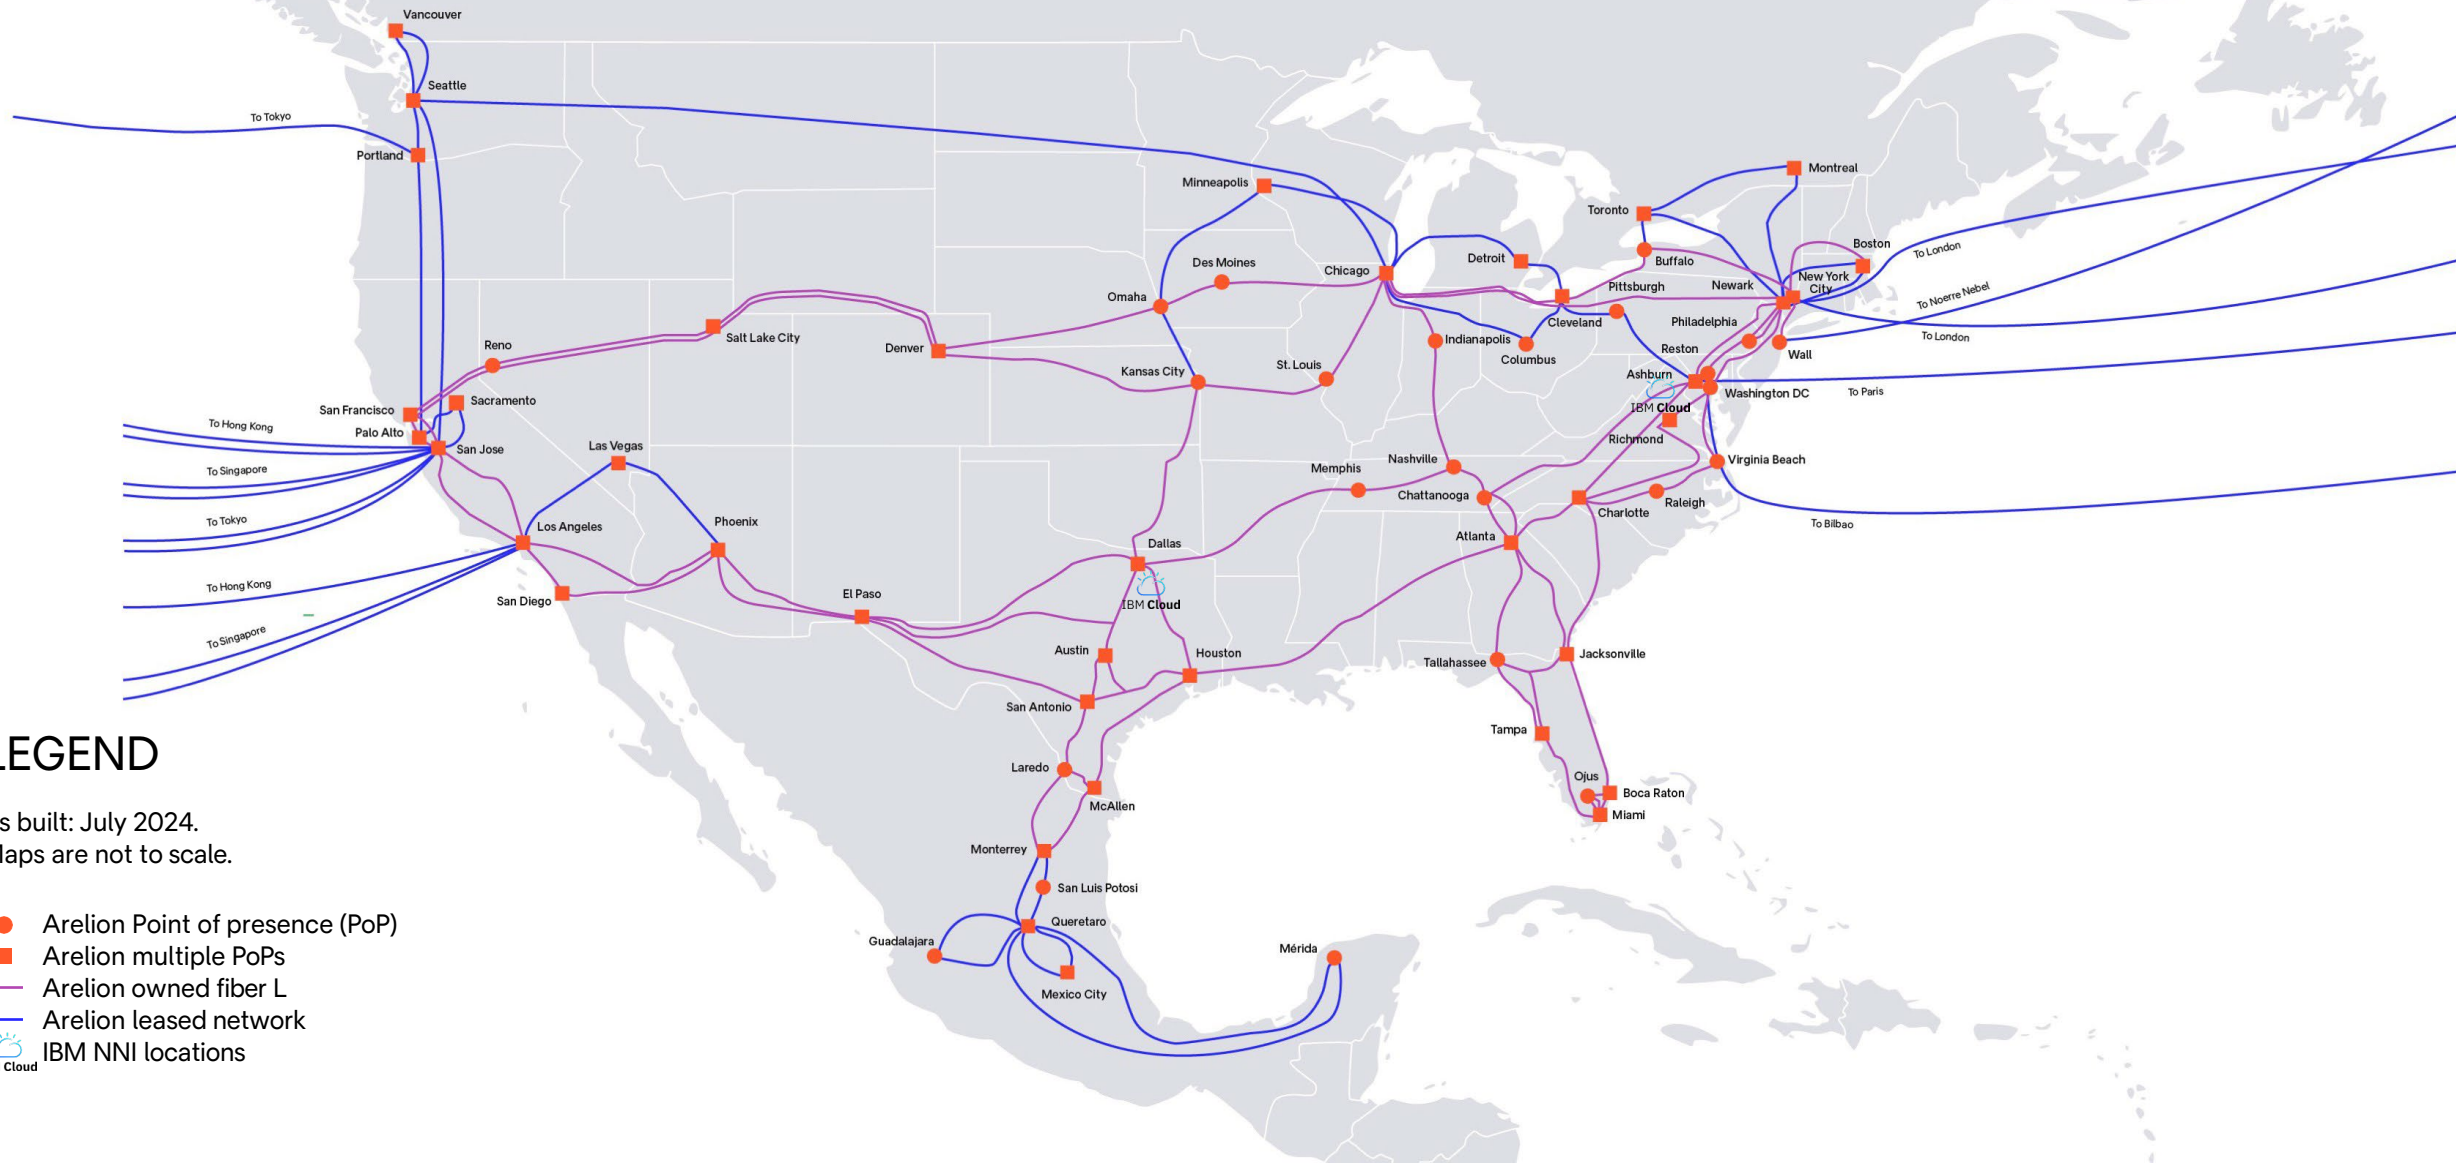 Vancouver
Seattle
To Tokyo
Portland
Minneapolis
Montreal
Toronto
Boston
Buffalo
To London
Detroit
Chicago
Des Moines
New York
City
Newark
Pittsburgh
Omaha
To Noerre Nebel
Cleveland
Philadelphia
Salt Lake City
Reno
Denver
Indianapolis
Columbus
Reston
Wall
To London
St. Louis
Kansas City
Ashburn
Washington DC
To Paris
IBM Cloud
San Francisco
Sacramento
Palo Alto
To Hong Kong
San Jose
Las Vegas
Richmond
Nashville
Virginia Beach
Memphis
To Singapore
Chattanooga
Raleigh
Charlotte
To Tokyo
Los Angeles
Phoenix
To Bilbao
Atlanta
Dallas
To Hong Kong
San Diego
El Paso
IBM Cloud
To Singapore
Austin
Houston
Tallahassee
Jacksonville
San Antonio
Tampa
Laredo
Ojus
Boca Raton
McAllen
Miami
Monterrey
San Luis Potosi
Queretaro
Guadalajara
Mérida
Mexico City
LEGEND
s built: July 2024.
aps are not to scale.
Arelion Point of presence (PoP)
Arelion multiple PoPs
Arelion owned fiber L
Arelion leased network
IBM NNI locations
Cloud